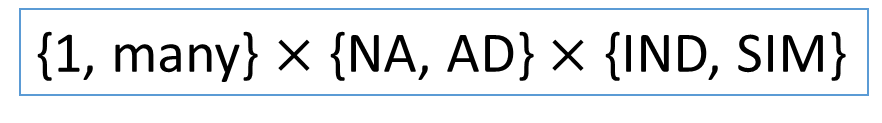 {1, many} × {NA, AD} × {IND, SIM}